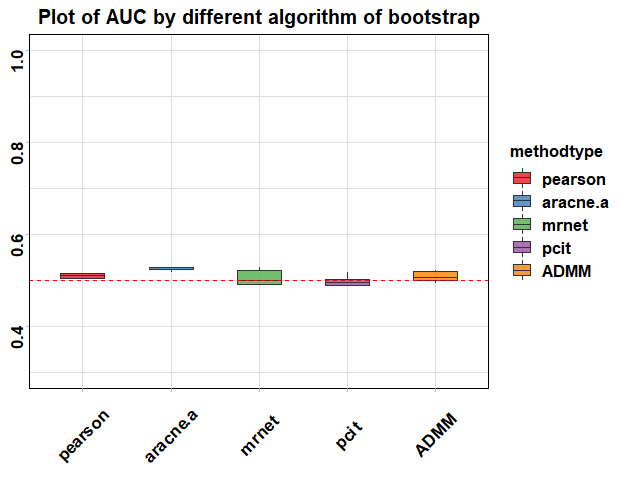 Plot of AUC by different algorithm of bootstrap
1.0
0.8
0.6
0.4
pearson
aracne.a
mrnet
pcit
ADMM
methodtype
pearson
aracne.a
mrnet
pcit
ADMM